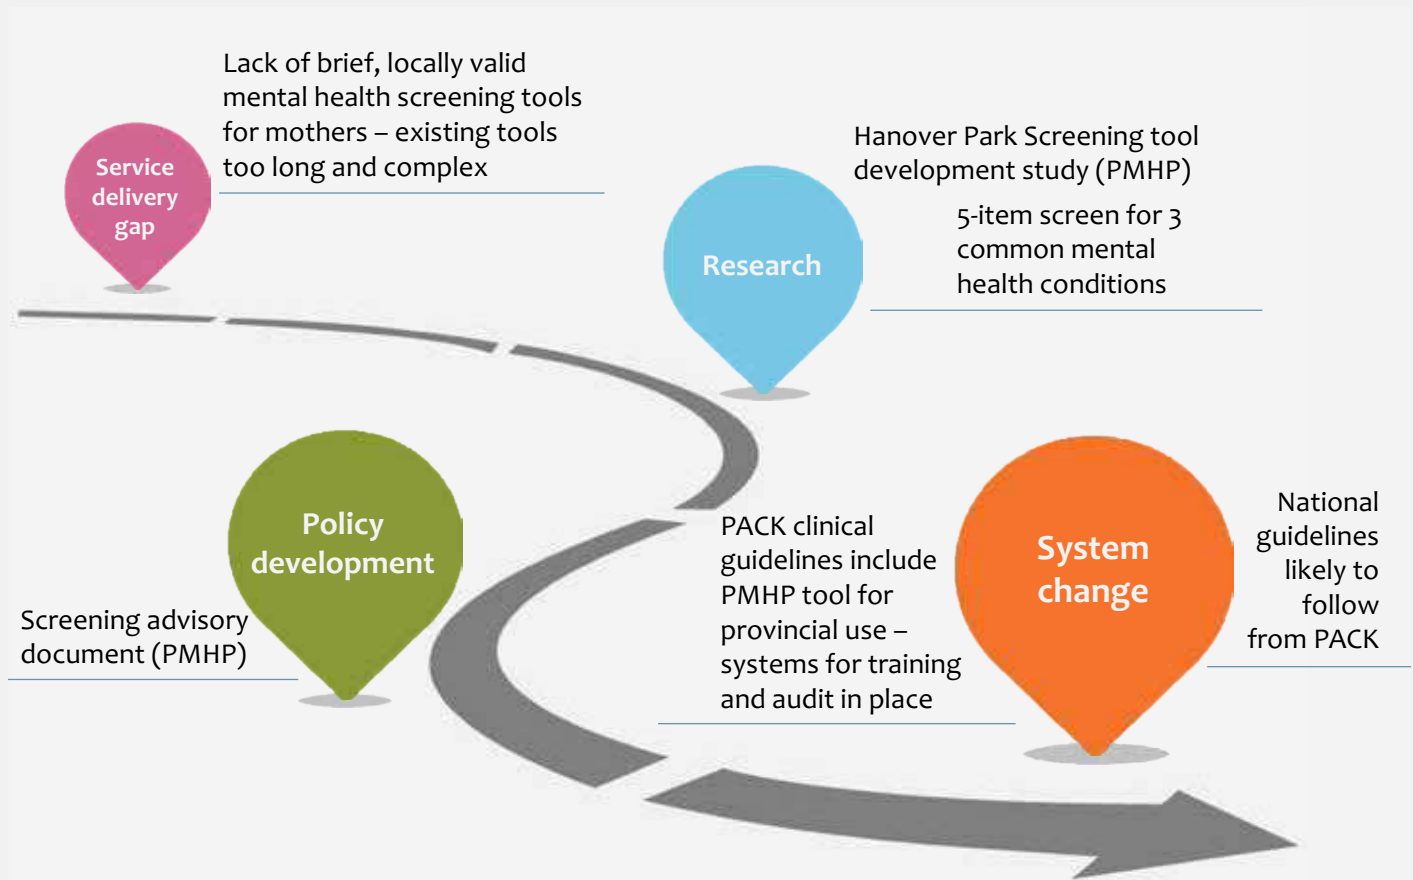 Lack of brief, locally valid
mental health screening tools
for mothers – existing tools
too long and complex
Service
delivery
gap
Hanover Park Screening tool
development study (PMHP)
5-item screen for 3
common mental
health conditions
Research
Policy
development
Screening advisory
document (PMHP)
PACK clinical
guidelines include
PMHP tool for
provincial use –
systems for training
and audit in place
System
change
National
guidelines
likely to
follow
from PACK